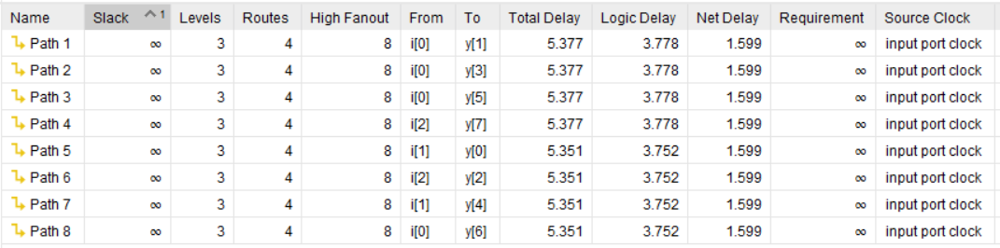 Name Slack ^1 Levels Routes High Fanout From To Total Delay Logic Delay Net Delay Requirement Source Clock
Path 1 ∞ 3 4 8 i[0] y[1] 5.377 3.778 1.599 ∞ input port clock
Path 2 ∞ 3 4 8 i[0] y[3] 5.377 3.778 1.599 ∞ input port clock
Path 3 ∞ 3 4 8 i[0] y[5] 5.377 3.778 1.599 ∞ input port clock
Path 4 ∞ 3 4 8 i[2] y[7] 5.377 3.778 1.599 ∞ input port clock
Path 5 ∞ 3 4 8 i[1] y[0] 5.351 3.752 1.599 ∞ input port clock
Path 6 ∞ 3 4 8 i[2] y[2] 5.351 3.752 1.599 ∞ input port clock
Path 7 ∞ 3 4 8 i[1] y[4] 5.351 3.752 1.599 ∞ input port clock
Path 8 ∞ 3 4 8 i[0] y[6] 5.351 3.752 1.599 ∞ input port clock